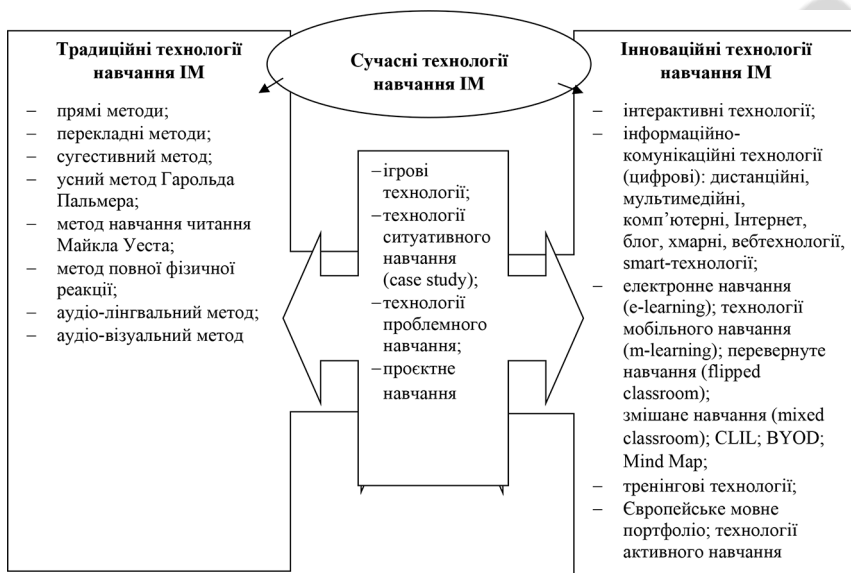 Традиційні технології
навчання ІМ
– прямі методи;
– перекладні методи;
– сугестивний метод;
– усний метод Гарольда
Пальмера;
– метод навчання читання
Майкла Уеста;
– метод повної фізичної
реакції;
– аудіо-лінгвальний метод;
– аудіо-візуальний метод
Сучасні технології
навчання ІМ
–ігрові
технології;
–технології
ситуативного
навчання
(case study);
–технології
проблемного
навчання;
–проєктне
навчання
Інноваційні технології
навчання ІМ
– інтерактивні технології;
– інформаційно-
комунікаційні технології
(цифрові): дистанційні,
мультимедійні,
комп’ютерні, Інтернет,
блог, хмарні, вебтехнології,
smart-технології;
– електронне навчання
(e-learning); технології
мобільного навчання
(m-learning); перевернуте
навчання (flipped
classroom);
змішане навчання (mixed
classroom); CLIL; BYOD;
Mind Map;
– тренінгові технології;
– Європейське мовне
портфоліо; технології
активного навчання